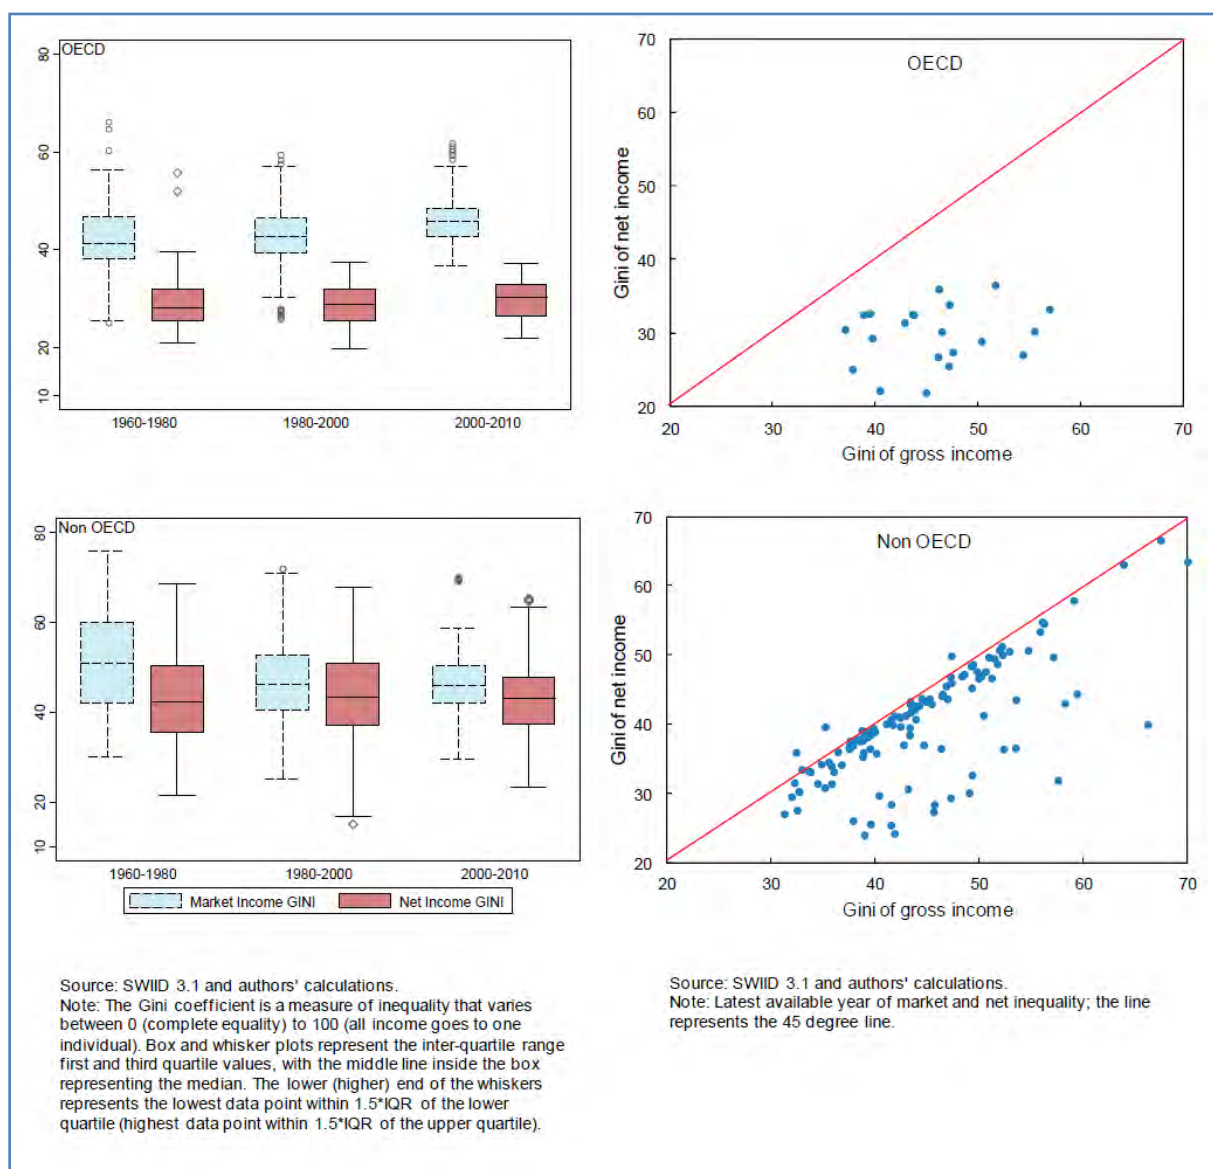 OECD
80
60
40
20
10
1960-1980
1980-2000
2000-2010
OECD
Gini of net income
70
60
50
40
30
20
20
30
40
50
60
70
Gini of gross income
Non OECD
80
60
40
20
10
1960-1980
1980-2000
2000-2010
Market Income GINI
Net Income GINI
Non OECD
Gini of net income
70
60
50
40
30
20
20
30
40
50
60
70
Gini of gross income
Source: SWIID 3.1 and authors' calculations.
Note: The Gini coefficient is a measure of inequality that varies
between 0 (complete equality) to 100 (all income goes to one
individual). Box and whisker plots represent the inter-quartile range
first and third quartile values, with the middle line inside the box
representing the median. The lower (higher) end of the whiskers
represents the lowest data point within 1.5*IQR of the lower
quartile (highest data point within 1.5*IQR of the upper quartile).
Source: SWIID 3.1 and authors' calculations.
Note: Latest available year of market and net inequality; the line
represents the 45 degree line.